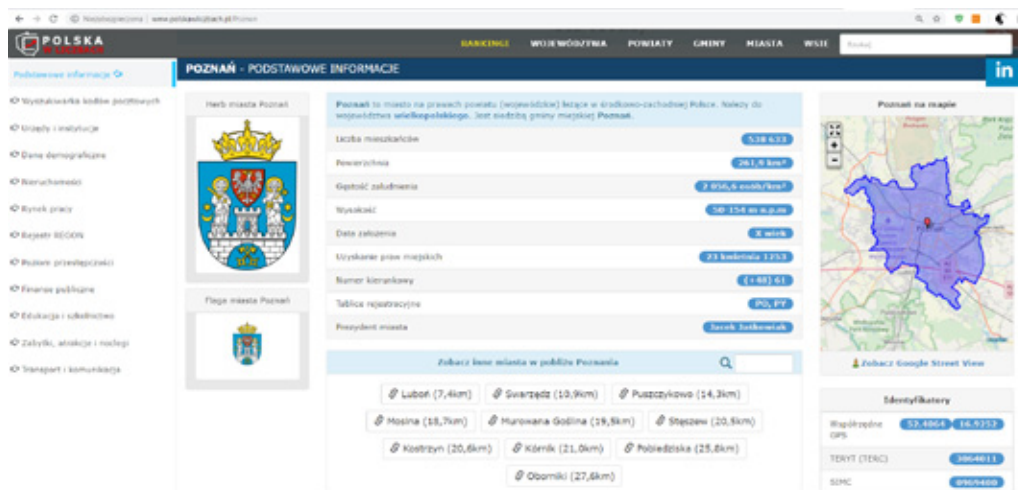 Niezabezpieczona | www.polskawliczbach.pl/Poznan
POLSKA
W LICZBACH
RANKINGI WOJEWÓDZTWA POWIATY GMINY MIASTA WSIE Szukaj
Podstawowe informacje
Wyszukiwarka kodów pocztowych
Urzędy i instytucje
Dane demograficzne
Nieruchomości
Rynek pracy
Rejestr REGON
Poziom przestępczości
Finanse publiczne
Edukacja i szkolnictwo
Zabytki, atrakcje i noclegi
Transport i komunikacja
POZNAŃ - PODSTAWOWE INFORMACJE
in
Herb miasta Poznań
Flaga miasta Poznań
Poznań to miasto na prawach powiatu (wojewódzkie) leżące w środkowo-zachodniej Polsce. Należy do
województwa wielkopolskiego. Jest siedzibą gminy miejskiej Poznań.
Liczba mieszkańców 538 633
Powierzchnia 261,9 km²
Gęstość zaludnienia 2 056,6 osób/km²
Wysokość 50-154 m n.p.m
Data założenia X wiek
Uzyskanie praw miejskich 23 kwietnia 1253
Numer kierunkowy (+48) 61
Tablice rejestracyjne PO, PY
Prezydent miasta Jacek Jaśkowiak
Zobacz inne miasta w pobliżu Poznania
Luboń (7,4km) Swarzędz (10,9km) Puszczykowo (14,3km)
Mosina (18,7km) Murowana Goślina (19,5km) Stęszew (20,5km)
Kostrzyn (20,6km) Kórnik (21,0km) Pobiedziska (25,8km)
Oborniki (27,6km)
Poznań na mapie
+
-
Zobacz Google Street View
Identyfikatory
Współrzędne GPS 52.4064 16.9252
TERYT (TERC) 3064011
SIMC 0969400